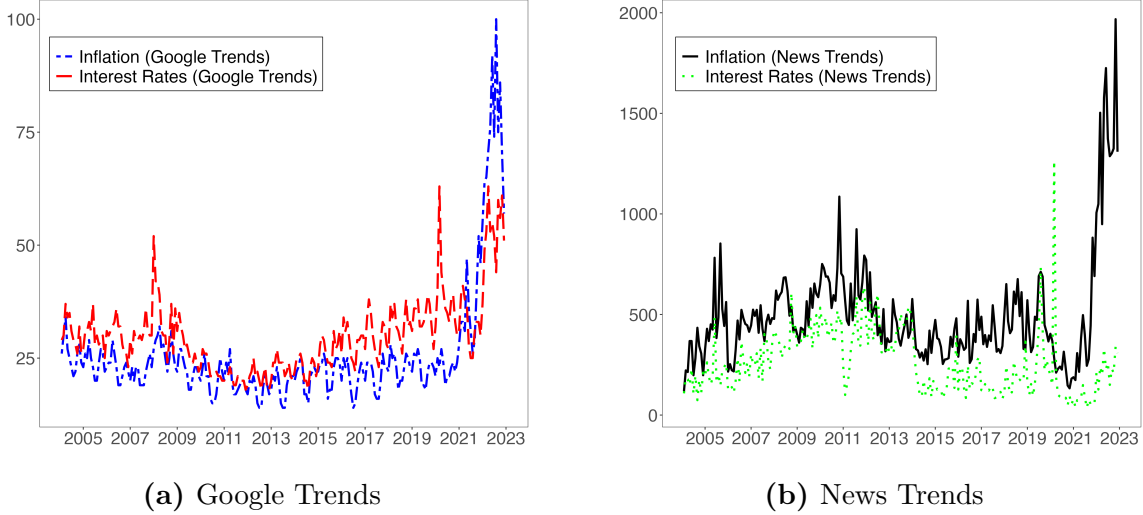 100
75
50
25
2005 2007 2009 2011 2013 2015 2017 2019 2021 2023
Inflation (Google Trends)
Interest Rates (Google Trends)
(a) Google Trends
2000
1500
1000
500
0
2005 2007 2009 2011 2013 2015 2017 2019 2021 2023
Inflation (News Trends)
Interest Rates (News Trends)
(b) News Trends